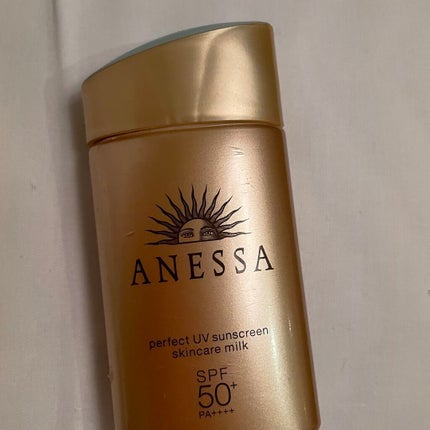 ANESSA
perfect UV sunscreen
skincare milk
SPF
50+
PA++++